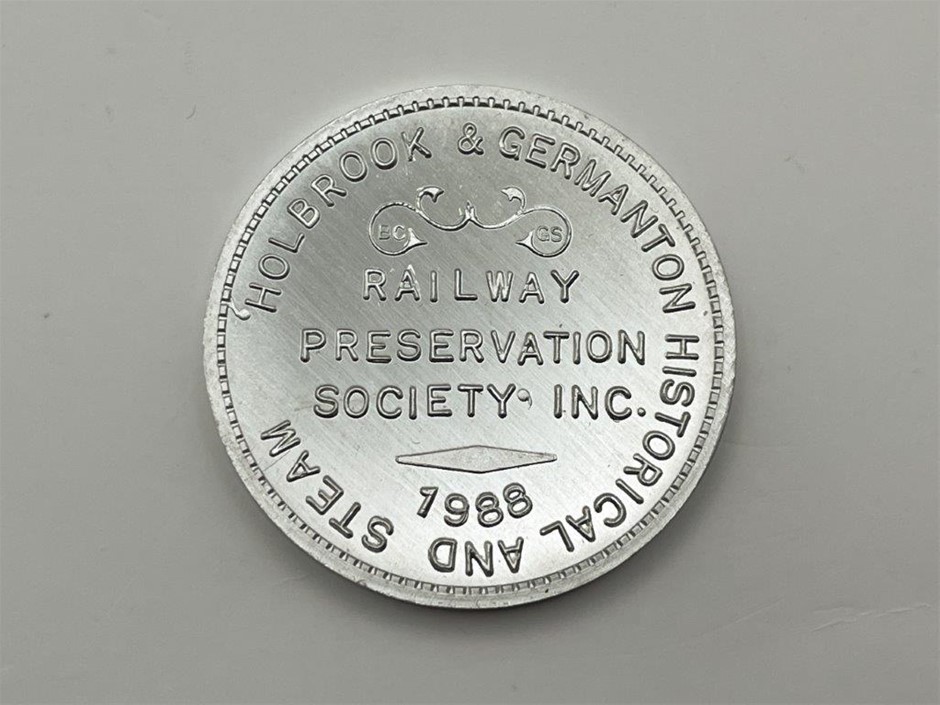 HOLBROOK & GERMANTON HISTORICAL AND STEAM
BC GS
RAILWAY
PRESERVATION
SOCIETY, INC.
1988